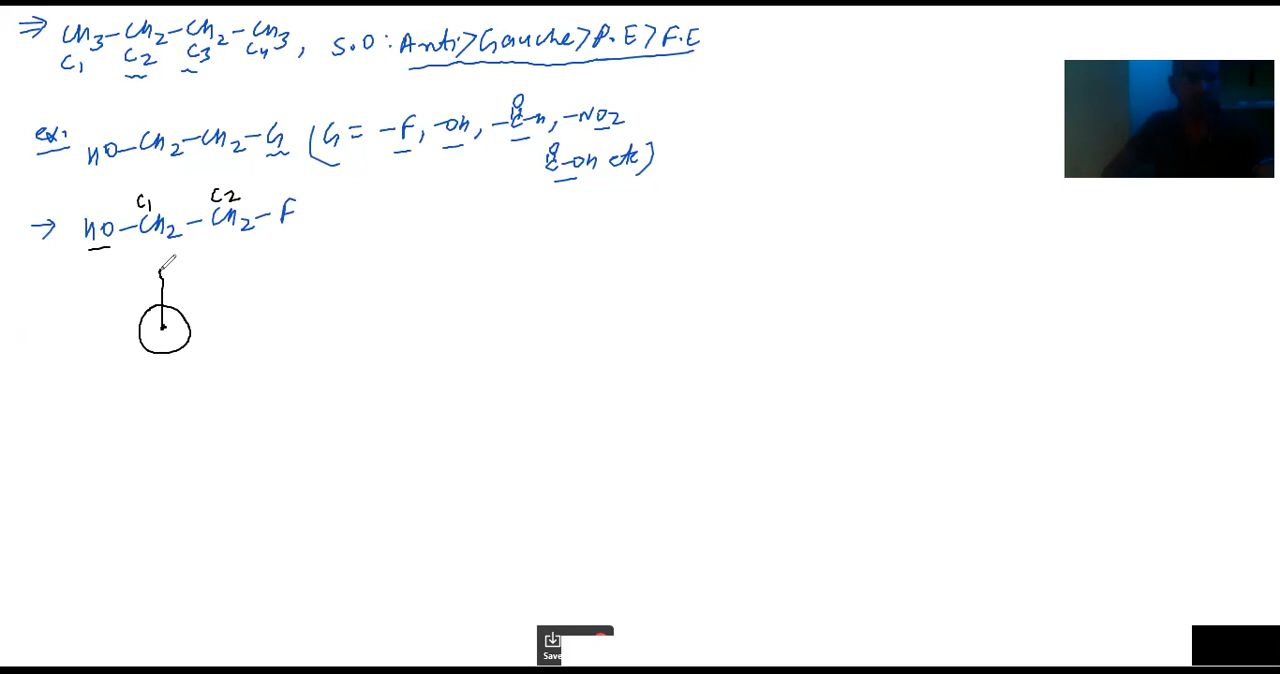 ⇒ CH3-CH2-CH2-CH3, S.O: Anti>Gauche>P.E>F.E
C1 C2 C3 C4
ex: HO-CH2-CH2-G (G = -F, -OH, -C-H, -NO2
O
C-OH etc)
O
C1 C2
→ HO-CH2-CH2-F
Save